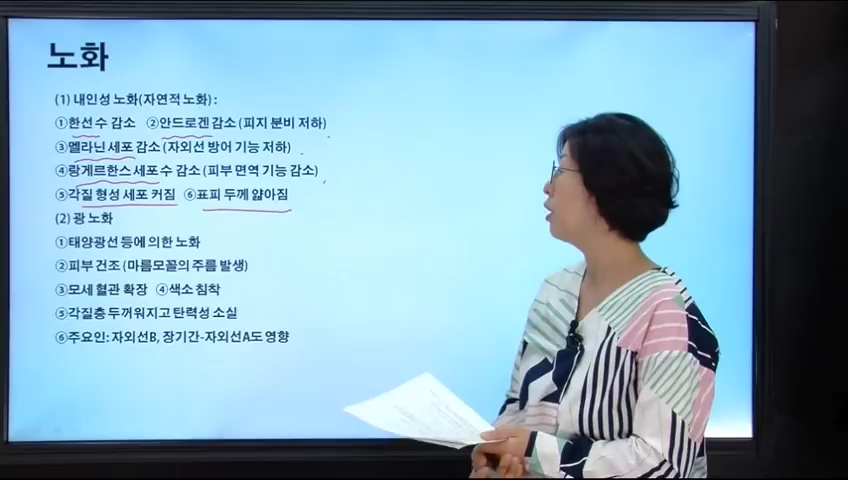 노화
(1) 내인성 노화(자연적 노화):
①한선 수 감소 ②안드로겐 감소(피지 분비 저하)
③멜라닌 세포 감소(자외선 방어 기능 저하)
④랑게르한스 세포 수 감소(피부 면역 기능 감소)
⑤각질 형성 세포 커짐 ⑥표피 두께 얇아짐
(2) 광 노화
①태양광선 등에 의한 노화
②피부 건조 (마름모꼴의 주름 발생)
③모세 혈관 확장 ④색소 침착
⑤각질층 두꺼워지고 탄력성 소실
⑥주요인: 자외선B, 장기간-자외선A도 영향